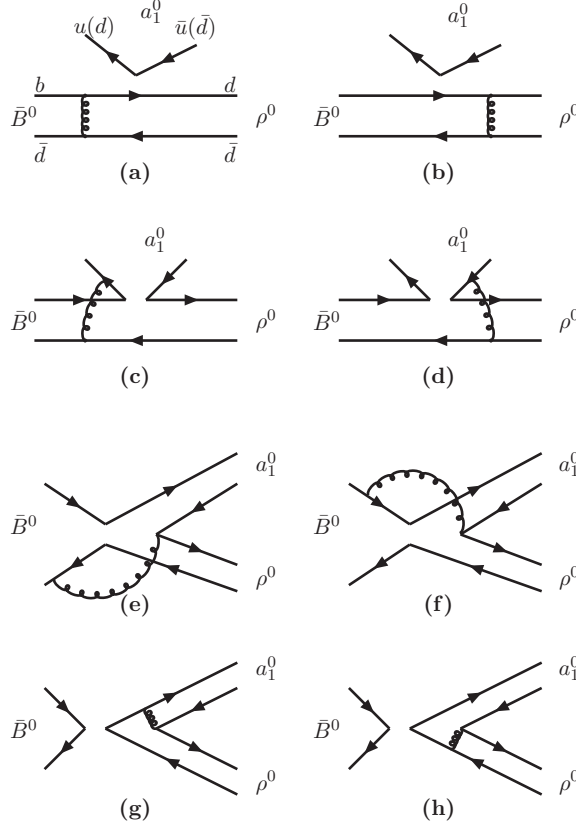 a₁⁰ a₁⁰
u(d) ū(d̄)
b d
B̄⁰ ρ⁰ B̄⁰ ρ⁰
d̄ d̄
(a) (b)
a₁⁰ a₁⁰
B̄⁰ ρ⁰ B̄⁰ ρ⁰
(c) (d)
a₁⁰ a₁⁰
B̄⁰ B̄⁰
ρ⁰ ρ⁰
(e) (f)
a₁⁰ a₁⁰
B̄⁰ B̄⁰
ρ⁰ ρ⁰
(g) (h)